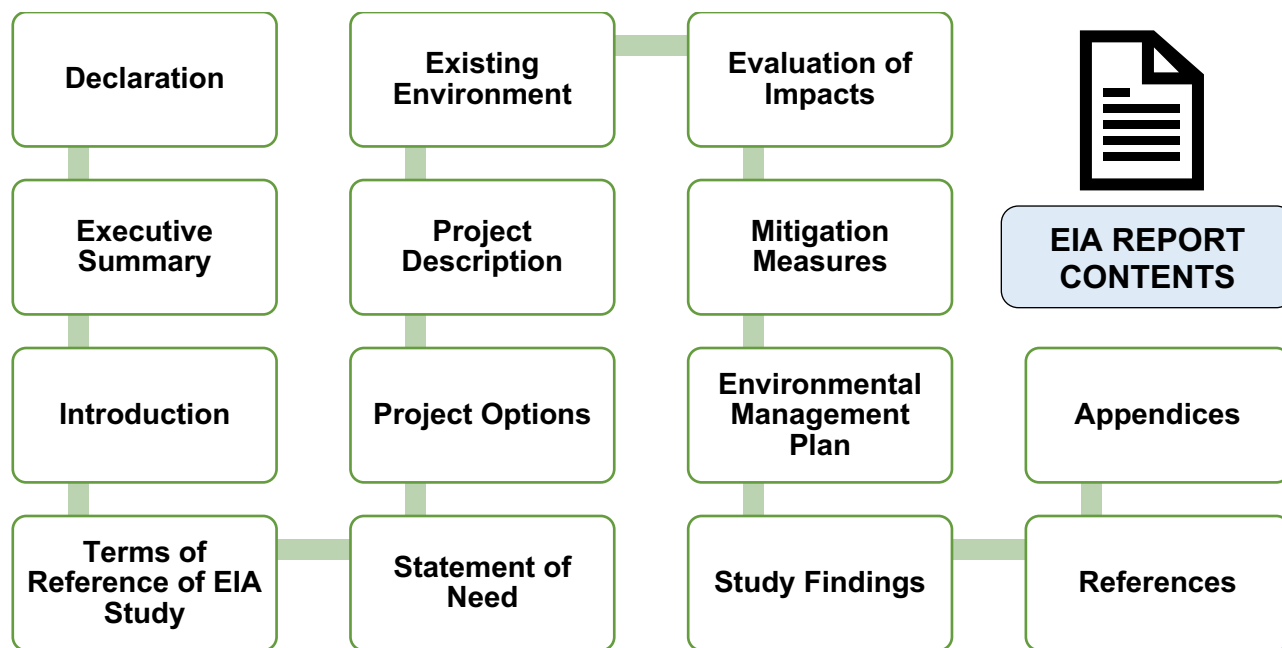 Declaration
Executive
Summary
Introduction
Terms of
Reference of EIA
Study
Statement of
Need
Project Options
Project
Description
Existing
Environment
Evaluation of
Impacts
Mitigation
Measures
Environmental
Management
Plan
Study Findings
References
Appendices
EIA REPORT
CONTENTS